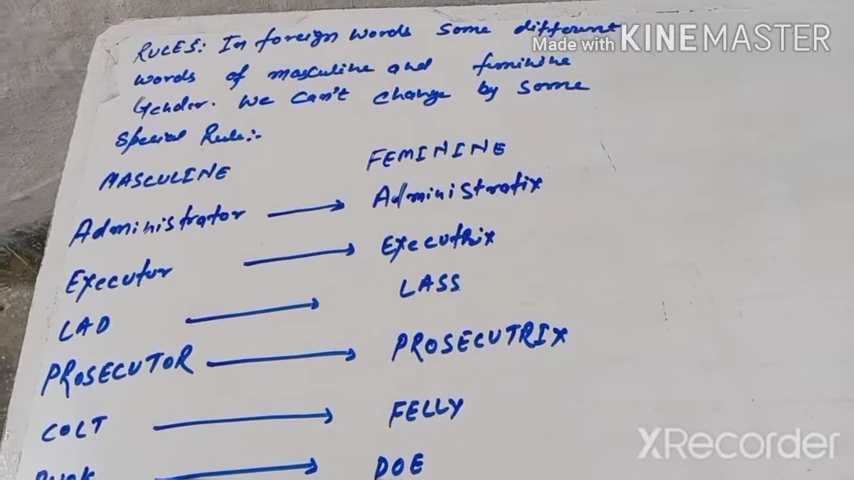 Made with KINEMASTER
RULES: In foreign words some different
words of masculine and feminine
Gender. We can't change by some
special Rule:-
MASCULINE FEMININE
Administrator → Administratix
Executor → Executrix
LAD → LASS
PROSECUTOR → PROSECUTRIX
COLT → FELLY
→ DOE
XRecorder